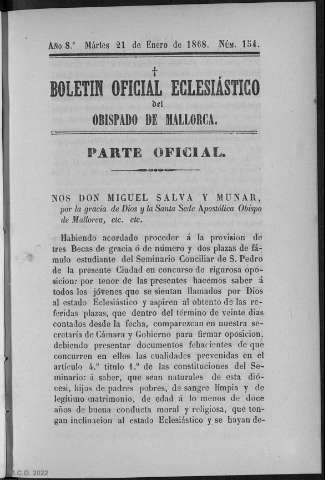 Año 8.º Mártes 21 de Enero de 1868. Núm. 154.
BOLETIN OFICIAL ECLESIÁSTICO
del
OBISPADO DE MALLORCA.
PARTE OFICIAL.
NOS DON MIGUEL SALVA Y MUNAR,
por la gracia de Dios y la Santa Sede Apostólica Obispo
de Mallorca, etc. etc.
Habiendo acordado proceder á la provision de
tres Becas de gracia ó de número y dos plazas de fá-
mulo estudiante del Seminario Conciliar de S. Pedro
de la presente Ciudad en concurso de rigurosa opo-
sicion: por tenor de las presentes hacemos saber á
todos los jóvenes que se sientan llamados por Dios
al estado Eclesiástico y aspiren al obtento de las re-
feridas plazas, que dentro del término de veinte dias
contados desde la fecha, comparezcan en nuestra se-
cretaría de Cámara y Gobierno para firmar oposicion,
debiendo presentar documentos fehacientes de que
concurren en ellos las cualidades prevenidas en el
artículo 4.º título 1.º de las constituciones del Se-
minario: á saber, que sean naturales de esta dió-
cesi, hijos de padres pobres, de sangre limpia y de
legítimo matrimonio, de edad á lo menos de doce
años de buena conducta moral y religiosa, que ten-
gan inclinacion al estado Eclesiástico y se hayan de-
I.C.D. 2022